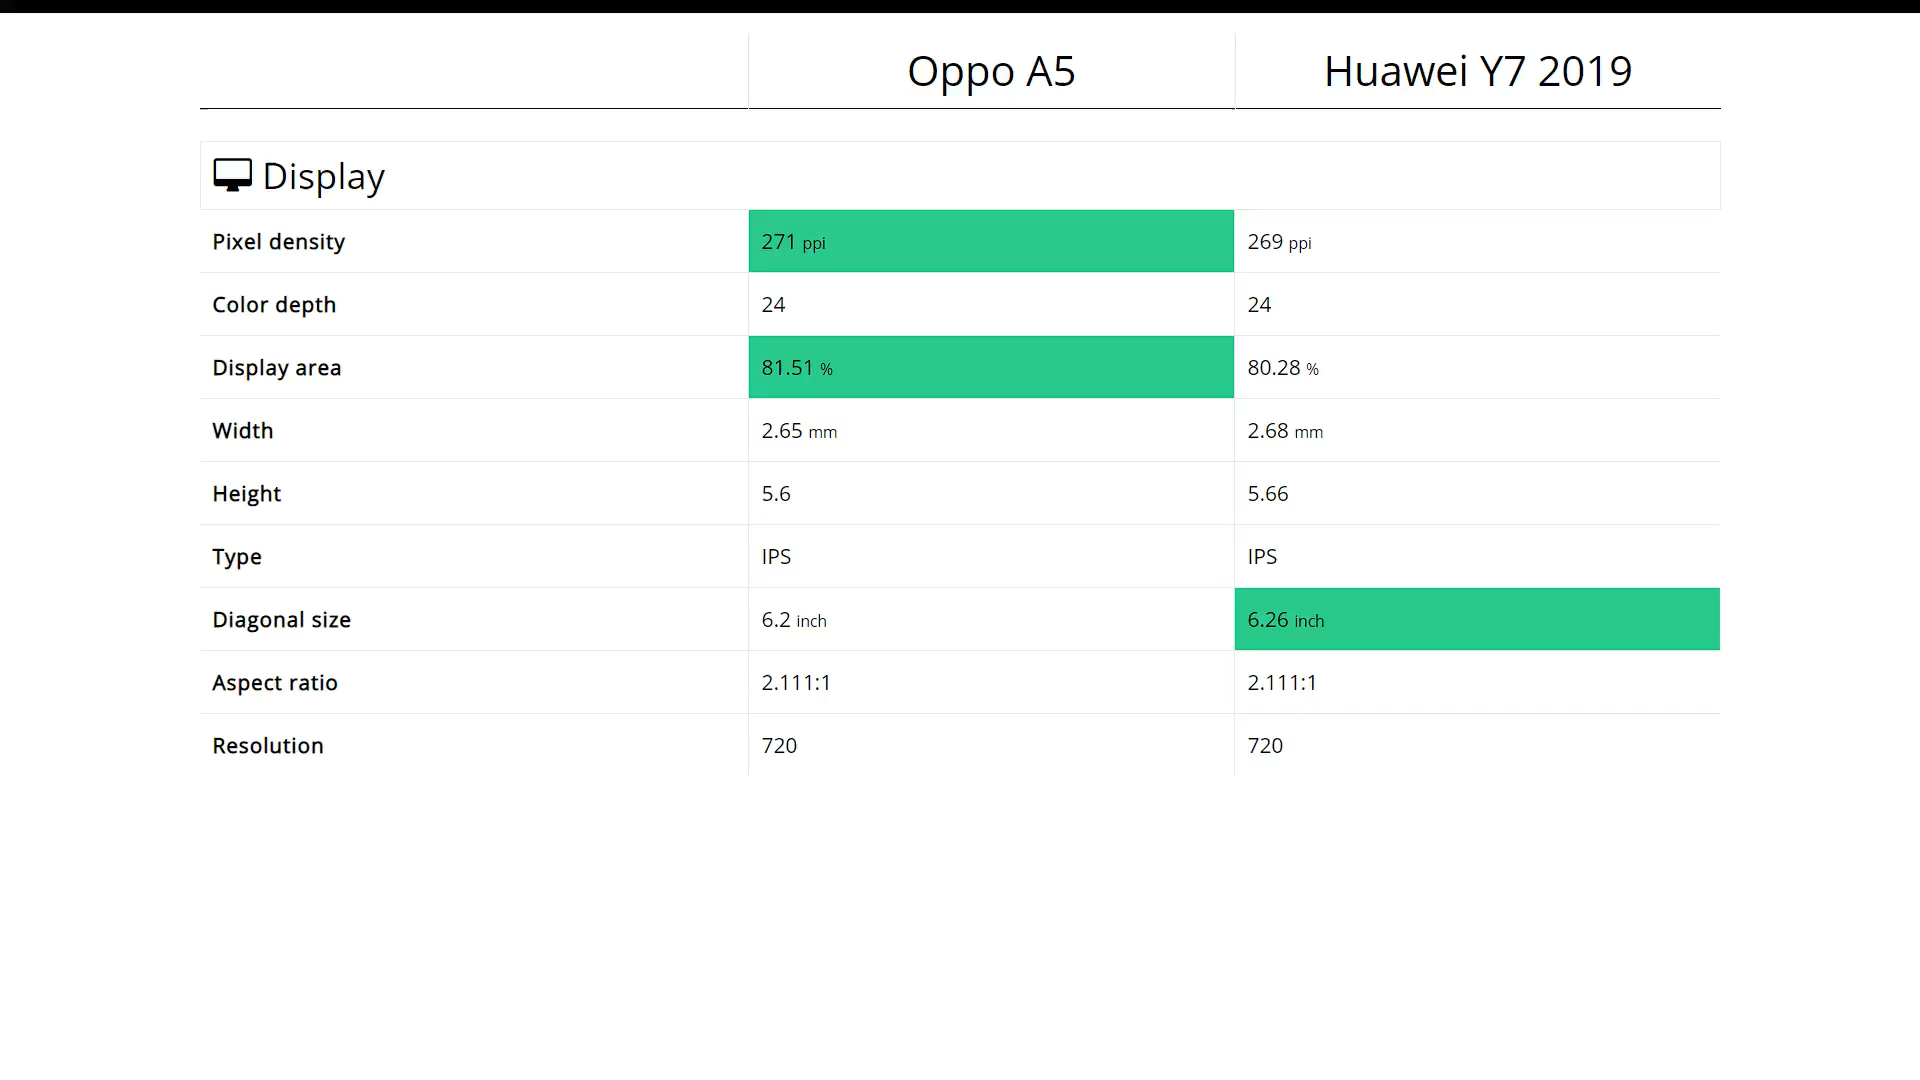 Oppo A5 Huawei Y7 2019
Display
Pixel density 271 ppi 269 ppi
Color depth 24 24
Display area 81.51 % 80.28 %
Width 2.65 mm 2.68 mm
Height 5.6 5.66
Type IPS IPS
Diagonal size 6.2 inch 6.26 inch
Aspect ratio 2.111:1 2.111:1
Resolution 720 720